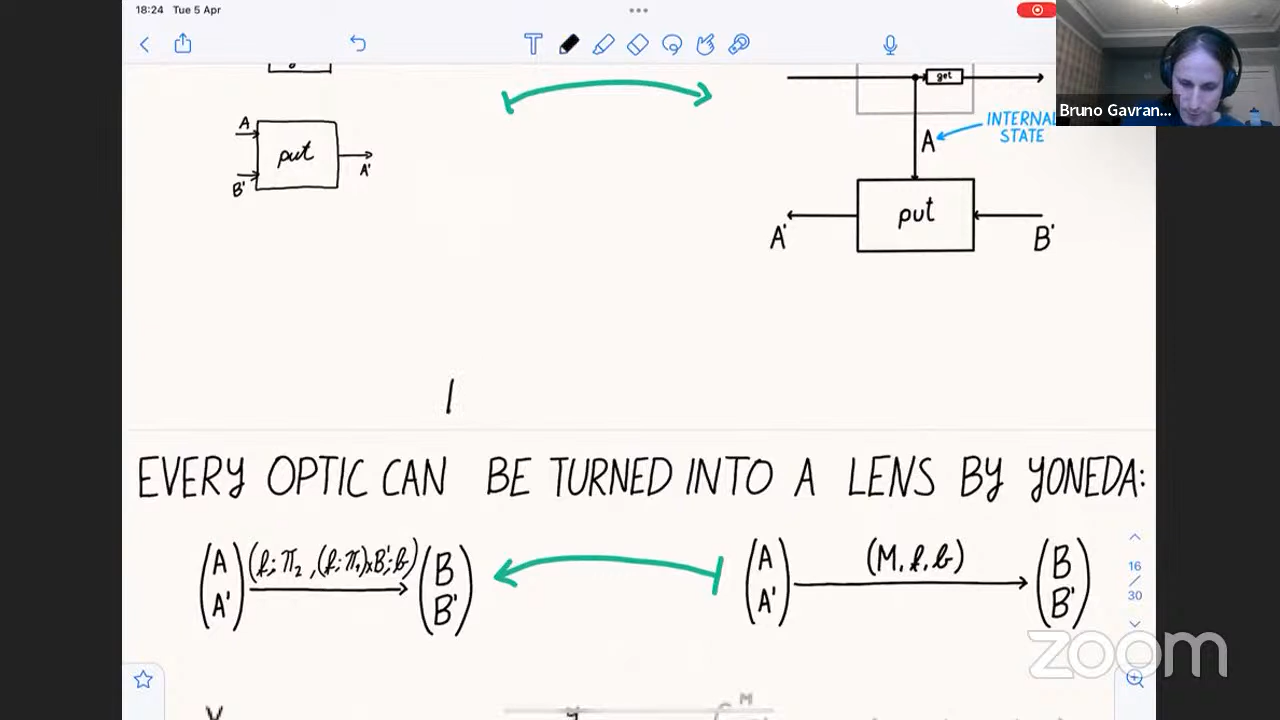 18:24 Tue 5 Apr
Bruno Gavran...
get
INTERNAL
STATE
A
put
A
B'
A'
put
A'
B'
EVERY OPTIC CAN BE TURNED INTO A LENS BY YONEDA:
(A A') (f;π₂, (f;π₁)×B';b) (B B')
(A A') (M, f, b) (B B')
16
/
30
zoom
M